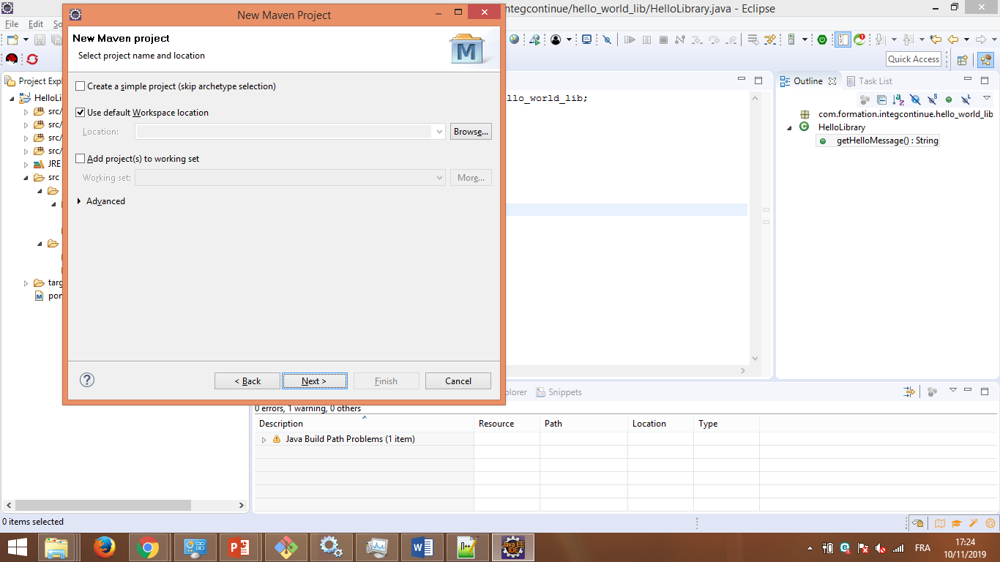 New Maven Project
integcontinue/hello_world_lib/HelloLibrary.java - Eclipse
File Edit
Quick Access
New Maven project
Select project name and location
M
Create a simple project (skip archetype selection)
Use default Workspace location
Location:
Browse...
Add project(s) to working set
Working set:
More...
Advanced
< Back
Next >
Finish
Cancel
Project Expl
HelloLi
src/
src/
src/
src/
JRE
src
targ
llo_world_lib;
Outline
Task List
com.formation.integcontinue.hello_world_lib
HelloLibrary
getHelloMessage() : String
plorer
Snippets
0 errors, 1 warning, 0 others
Description Resource Path Location Type
Java Build Path Problems (1 item)
0 items selected
Java EE
IDE
FRA
17:24
10/11/2019